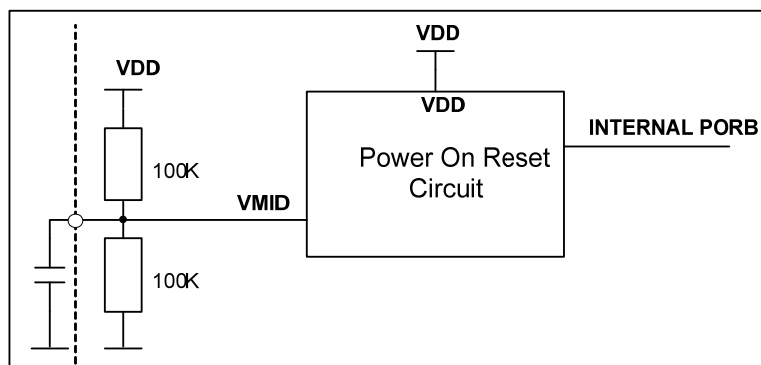 VDD
VDD
VDD
INTERNAL PORB
Power On Reset
Circuit
100K
VMID
100K